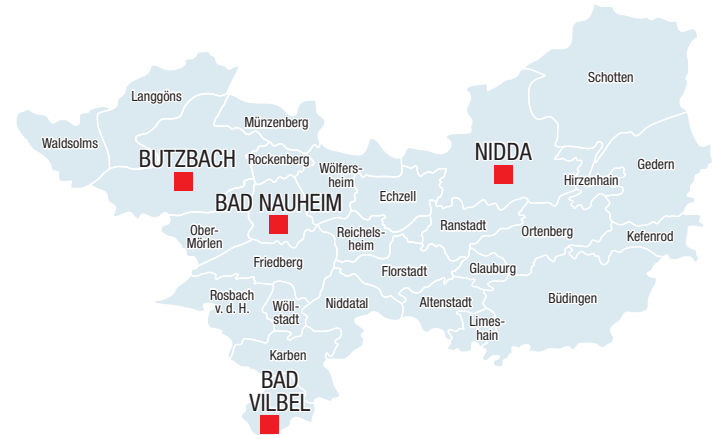 Schotten
Langgöns
Münzenberg
Waldsolms
BUTZBACH
Rockenberg
NIDDA
Wölfers-
heim
Gedern
Hirzenhain
Echzell
BAD NAUHEIM
Ober-
Mörlen
Reichels-
heim
Ranstadt
Ortenberg
Kefenrod
Friedberg
Florstadt
Glauburg
Rosbach
v. d. H.
Wöll-
stadt
Niddatal
Altenstadt
Büdingen
Limes-
hain
Karben
BAD
VILBEL